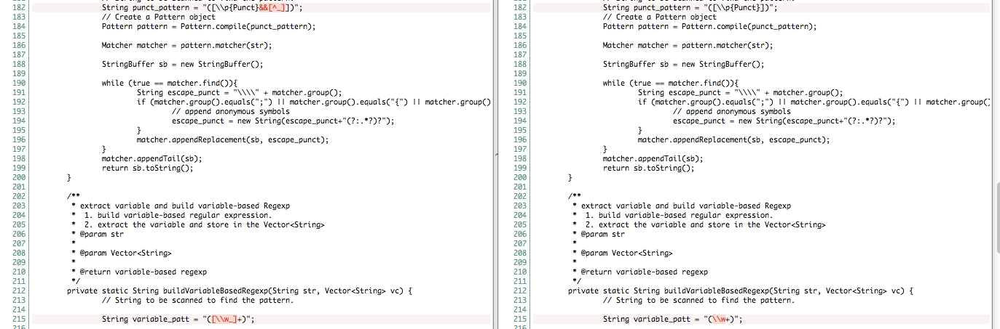 182 String punct_pattern = "([\\p{Punct}&&[^_]])";
183 // Create a Pattern object
184 Pattern pattern = Pattern.compile(punct_pattern);
185
186 Matcher matcher = pattern.matcher(str);
187
188 StringBuffer sb = new StringBuffer();
189
190 while (true == matcher.find()){
191 String escape_punct = "\\\\" + matcher.group();
192 if (matcher.group().equals(";") || matcher.group().equals("{") || matcher.group()
193 // append anonymous symbols
194 escape_punct = new String(escape_punct+"(?:.*?)?");
195 }
196 matcher.appendReplacement(sb, escape_punct);
197 }
198 matcher.appendTail(sb);
199 return sb.toString();
200 }
201
202 /**
203 * extract variable and build variable-based Regexp
204 * 1. build variable-based regular expression.
205 * 2. extract the variable and store in the Vector<String>
206 * @param str
207 *
208 * @param Vector<String>
209 *
210 * @return variable-based regexp
211 */
212 private static String buildVariableBasedRegexp(String str, Vector<String> vc) {
213 // String to be scanned to find the pattern.
214
215 String variable_patt = "([\\w_]+)";
216
182 String punct_pattern = "([\\p{Punct}])";
183 // Create a Pattern object
184 Pattern pattern = Pattern.compile(punct_pattern);
185
186 Matcher matcher = pattern.matcher(str);
187
188 StringBuffer sb = new StringBuffer();
189
190 while (true == matcher.find()){
191 String escape_punct = "\\\\" + matcher.group();
192 if (matcher.group().equals(";") || matcher.group().equals("{") || matcher.group(
193 // append anonymous symbols
194 escape_punct = new String(escape_punct+"(?:.*?)?");
195 }
196 matcher.appendReplacement(sb, escape_punct);
197 }
198 matcher.appendTail(sb);
199 return sb.toString();
200 }
201
202 /**
203 * extract variable and build variable-based Regexp
204 * 1. build variable-based regular expression.
205 * 2. extract the variable and store in the Vector<String>
206 * @param str
207 *
208 * @param Vector<String>
209 *
210 * @return variable-based regexp
211 */
212 private static String buildVariableBasedRegexp(String str, Vector<String> vc) {
213 // String to be scanned to find the pattern.
214
215 String variable_patt = "(\\w+)";
216